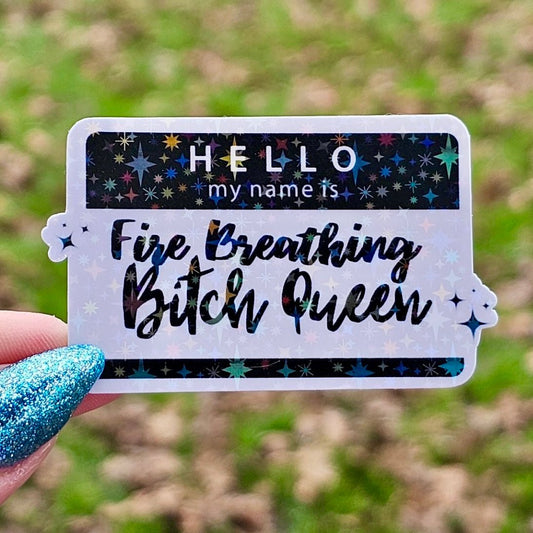 HELLO
my name is
Fire Breathing
Bitch Queen